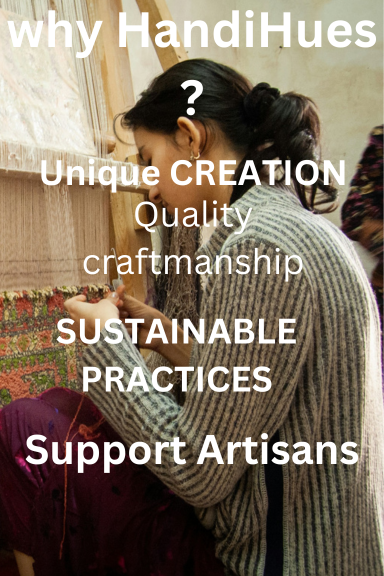 why HandiHues
?
Unique CREATION
Quality
craftmanship
SUSTAINABLE
PRACTICES
Support Artisans